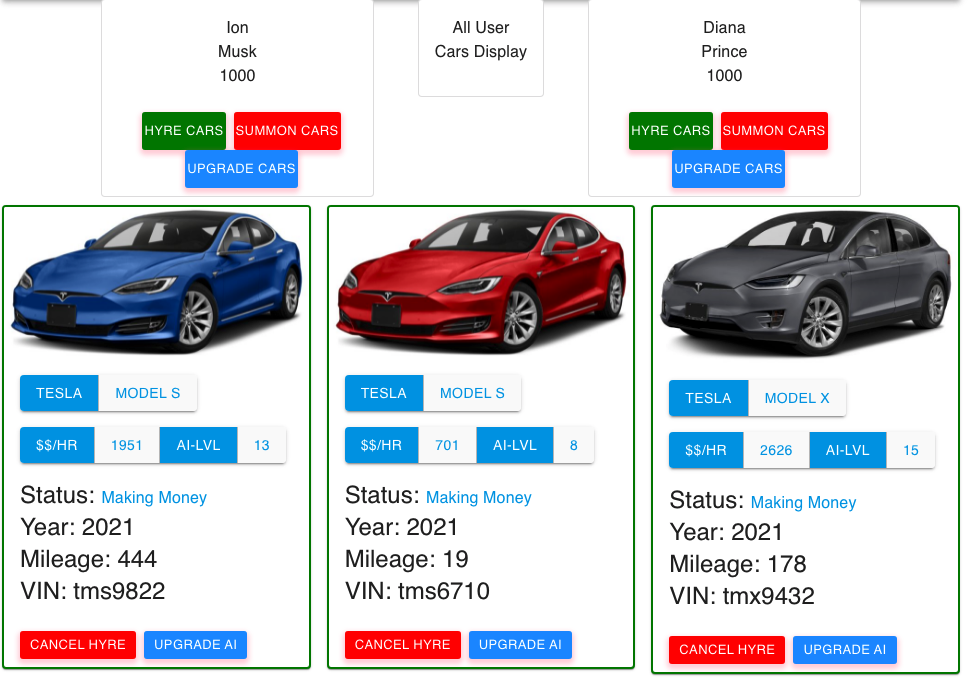 Ion
Musk
1000
HYRE CARS SUMMON CARS
UPGRADE CARS
All User
Cars Display
Diana
Prince
1000
HYRE CARS SUMMON CARS
UPGRADE CARS
TESLA MODEL S
$$/HR 1951 AI-LVL 13
Status: Making Money
Year: 2021
Mileage: 444
VIN: tms9822
CANCEL HYRE UPGRADE AI
TESLA MODEL S
$$/HR 701 AI-LVL 8
Status: Making Money
Year: 2021
Mileage: 19
VIN: tms6710
CANCEL HYRE UPGRADE AI
TESLA MODEL X
$$/HR 2626 AI-LVL 15
Status: Making Money
Year: 2021
Mileage: 178
VIN: tmx9432
CANCEL HYRE UPGRADE AI